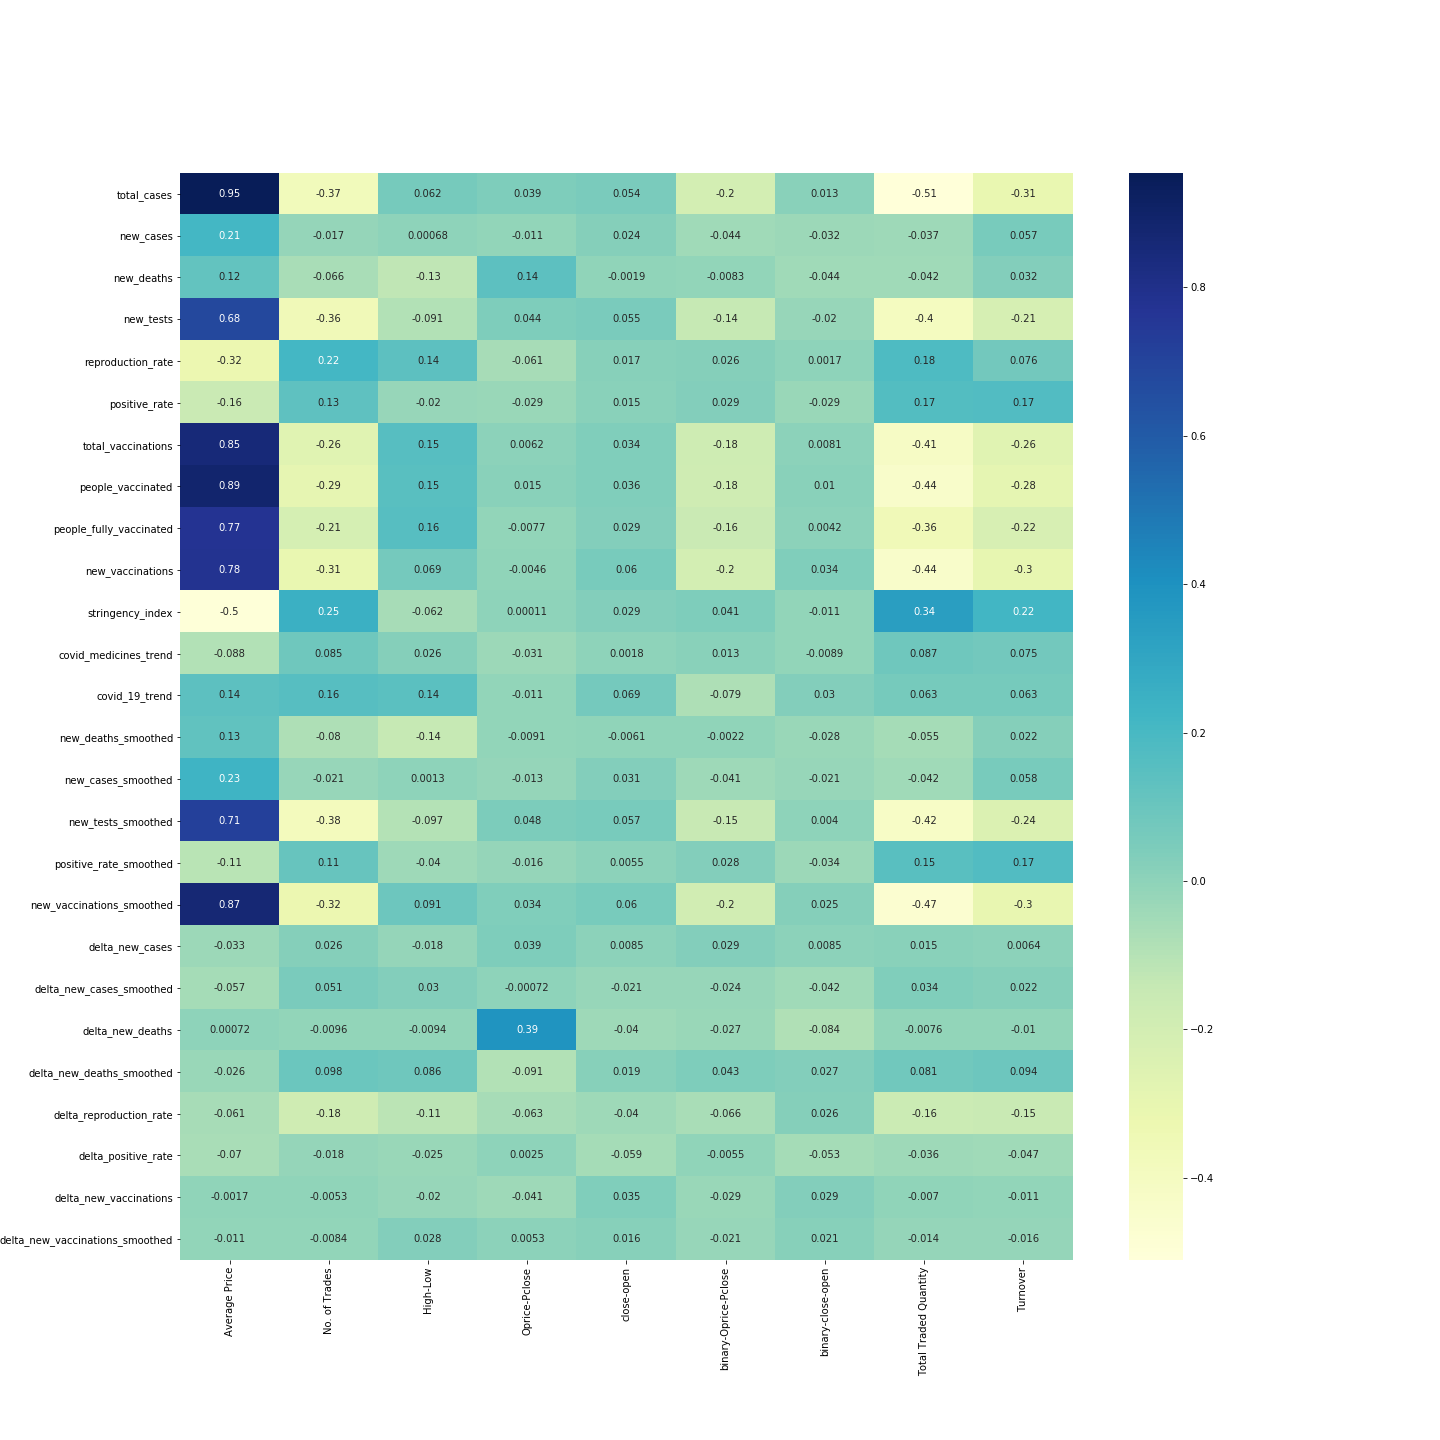 total_cases 0.95 -0.37 0.062 0.039 0.054 -0.2 0.013 -0.51 -0.31
new_cases 0.21 -0.017 0.00068 -0.011 0.024 -0.044 -0.032 -0.037 0.057
new_deaths 0.12 -0.066 -0.13 0.14 -0.0019 -0.0083 -0.044 -0.042 0.032
0.8
new_tests 0.68 -0.36 -0.091 0.044 0.055 -0.14 -0.02 -0.4 -0.21
reproduction_rate -0.32 0.22 0.14 -0.061 0.017 0.026 0.0017 0.18 0.076
positive_rate -0.16 0.13 -0.02 -0.029 0.015 0.029 -0.029 0.17 0.17
0.6
total_vaccinations 0.85 -0.26 0.15 0.0062 0.034 -0.18 0.0081 -0.41 -0.26
people_vaccinated 0.89 -0.29 0.15 0.015 0.036 -0.18 0.01 -0.44 -0.28
people_fully_vaccinated 0.77 -0.21 0.16 -0.0077 0.029 -0.16 0.0042 -0.36 -0.22
new_vaccinations 0.78 -0.31 0.069 -0.0046 0.06 -0.2 0.034 -0.44 -0.3
0.4
stringency_index -0.5 0.25 -0.062 0.00011 0.029 0.041 -0.011 0.34 0.22
covid_medicines_trend -0.088 0.085 0.026 -0.031 0.0018 0.013 -0.0089 0.087 0.075
covid_19_trend 0.14 0.16 0.14 -0.011 0.069 -0.079 0.03 0.063 0.063
0.2
new_deaths_smoothed 0.13 -0.08 -0.14 -0.0091 -0.0061 -0.0022 -0.028 -0.055 0.022
new_cases_smoothed 0.23 -0.021 0.0013 -0.013 0.031 -0.041 -0.021 -0.042 0.058
new_tests_smoothed 0.71 -0.38 -0.097 0.048 0.057 -0.15 0.004 -0.42 -0.24
positive_rate_smoothed -0.11 0.11 -0.04 -0.016 0.0055 0.028 -0.034 0.15 0.17
0.0
new_vaccinations_smoothed 0.87 -0.32 0.091 0.034 0.06 -0.2 0.025 -0.47 -0.3
delta_new_cases -0.033 0.026 -0.018 0.039 0.0085 0.029 0.0085 0.015 0.0064
delta_new_cases_smoothed -0.057 0.051 0.03 -0.00072 -0.021 -0.024 -0.042 0.034 0.022
delta_new_deaths 0.00072 -0.0096 -0.0094 0.39 -0.04 -0.027 -0.084 -0.0076 -0.01
−0.2
delta_new_deaths_smoothed -0.026 0.098 0.086 -0.091 0.019 0.043 0.027 0.081 0.094
delta_reproduction_rate -0.061 -0.18 -0.11 -0.063 -0.04 -0.066 0.026 -0.16 -0.15
delta_positive_rate -0.07 -0.018 -0.025 0.0025 -0.059 -0.0055 -0.053 -0.036 -0.047
−0.4
delta_new_vaccinations -0.0017 -0.0053 -0.02 -0.041 0.035 -0.029 0.029 -0.007 -0.011
delta_new_vaccinations_smoothed -0.011 -0.0084 0.028 0.0053 0.016 -0.021 0.021 -0.014 -0.016
Average Price
No. of Trades
High-Low
Oprice-Pclose
close-open
binary-Oprice-Pclose
binary-close-open
Total Traded Quantity
Turnover